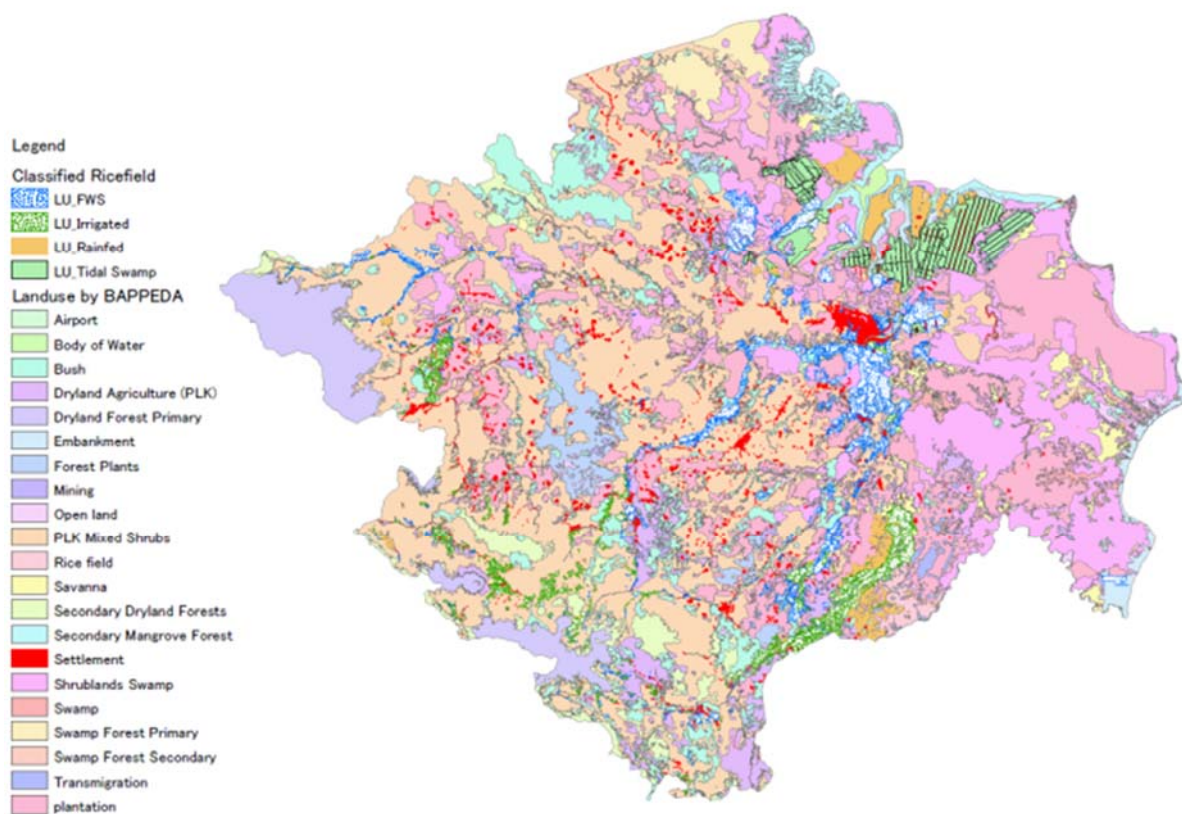 Legend
Classified Ricefield
LU_FWS
LU_Irrigated
LU_Rainfed
LU_Tidal Swamp
Landuse by BAPPEDA
Airport
Body of Water
Bush
Dryland Agriculture (PLK)
Dryland Forest Primary
Embankment
Forest Plants
Mining
Open land
PLK Mixed Shrubs
Rice field
Savanna
Secondary Dryland Forests
Secondary Mangrove Forest
Settlement
Shrublands Swamp
Swamp
Swamp Forest Primary
Swamp Forest Secondary
Transmigration
plantation